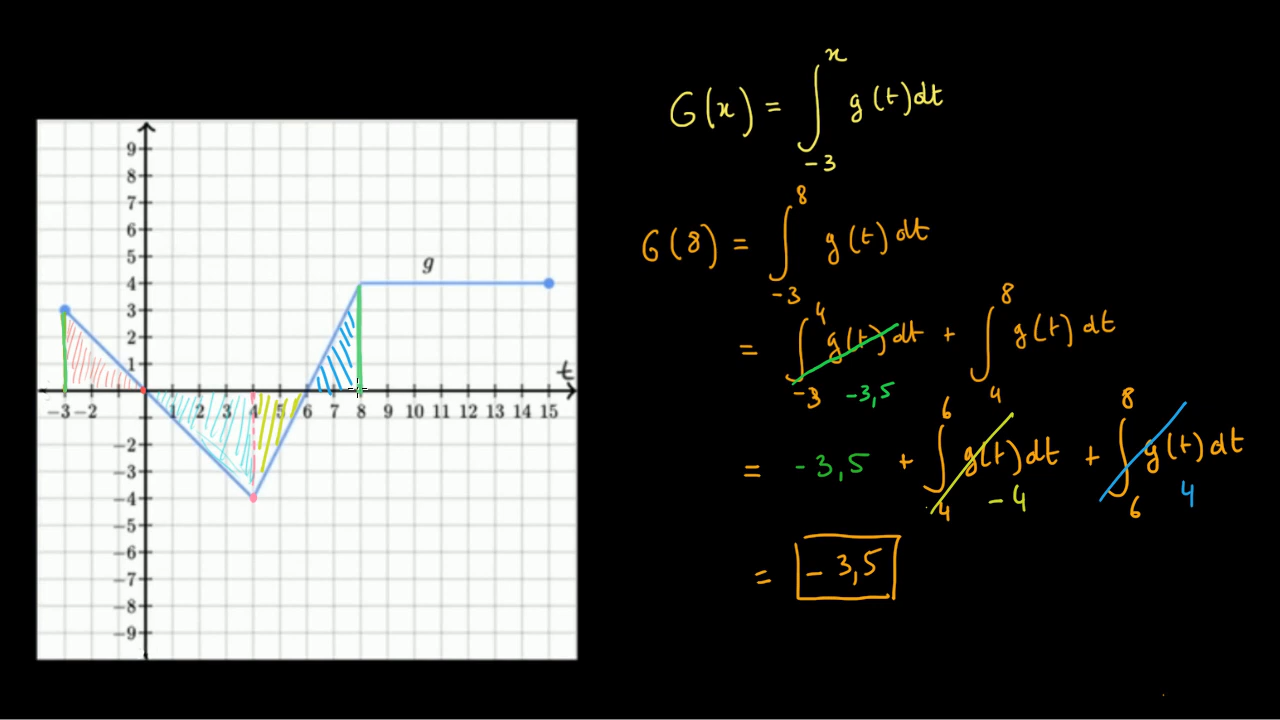 G(x) = ∫_{-3}^{x} g(t)dt
G(8) = ∫_{-3}^{8} g(t)dt
= ∫_{-3}^{4} g(t)dt + ∫_{4}^{8} g(t)dt
-3,5
= -3,5 + ∫_{4}^{6} g(t)dt + ∫_{6}^{8} g(t)dt
-4 4
= -3,5
9
8
7
6
5
g
4
3
2
1
t
-3 -2 1 2 3 4 5 6 7 8 9 10 11 12 13 14 15
-2
-3
-4
-5
-6
-7
-8
-9